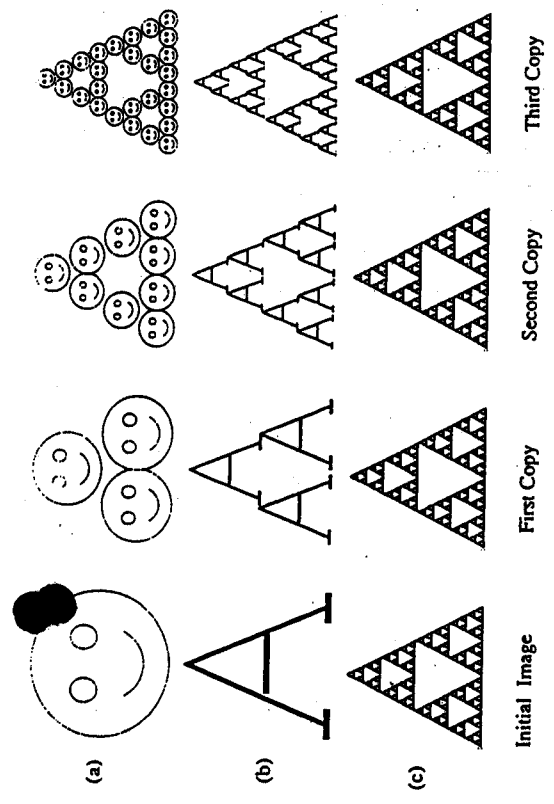 (a)
(b)
A
(c)
Initial Image
First Copy
Second Copy
Third Copy